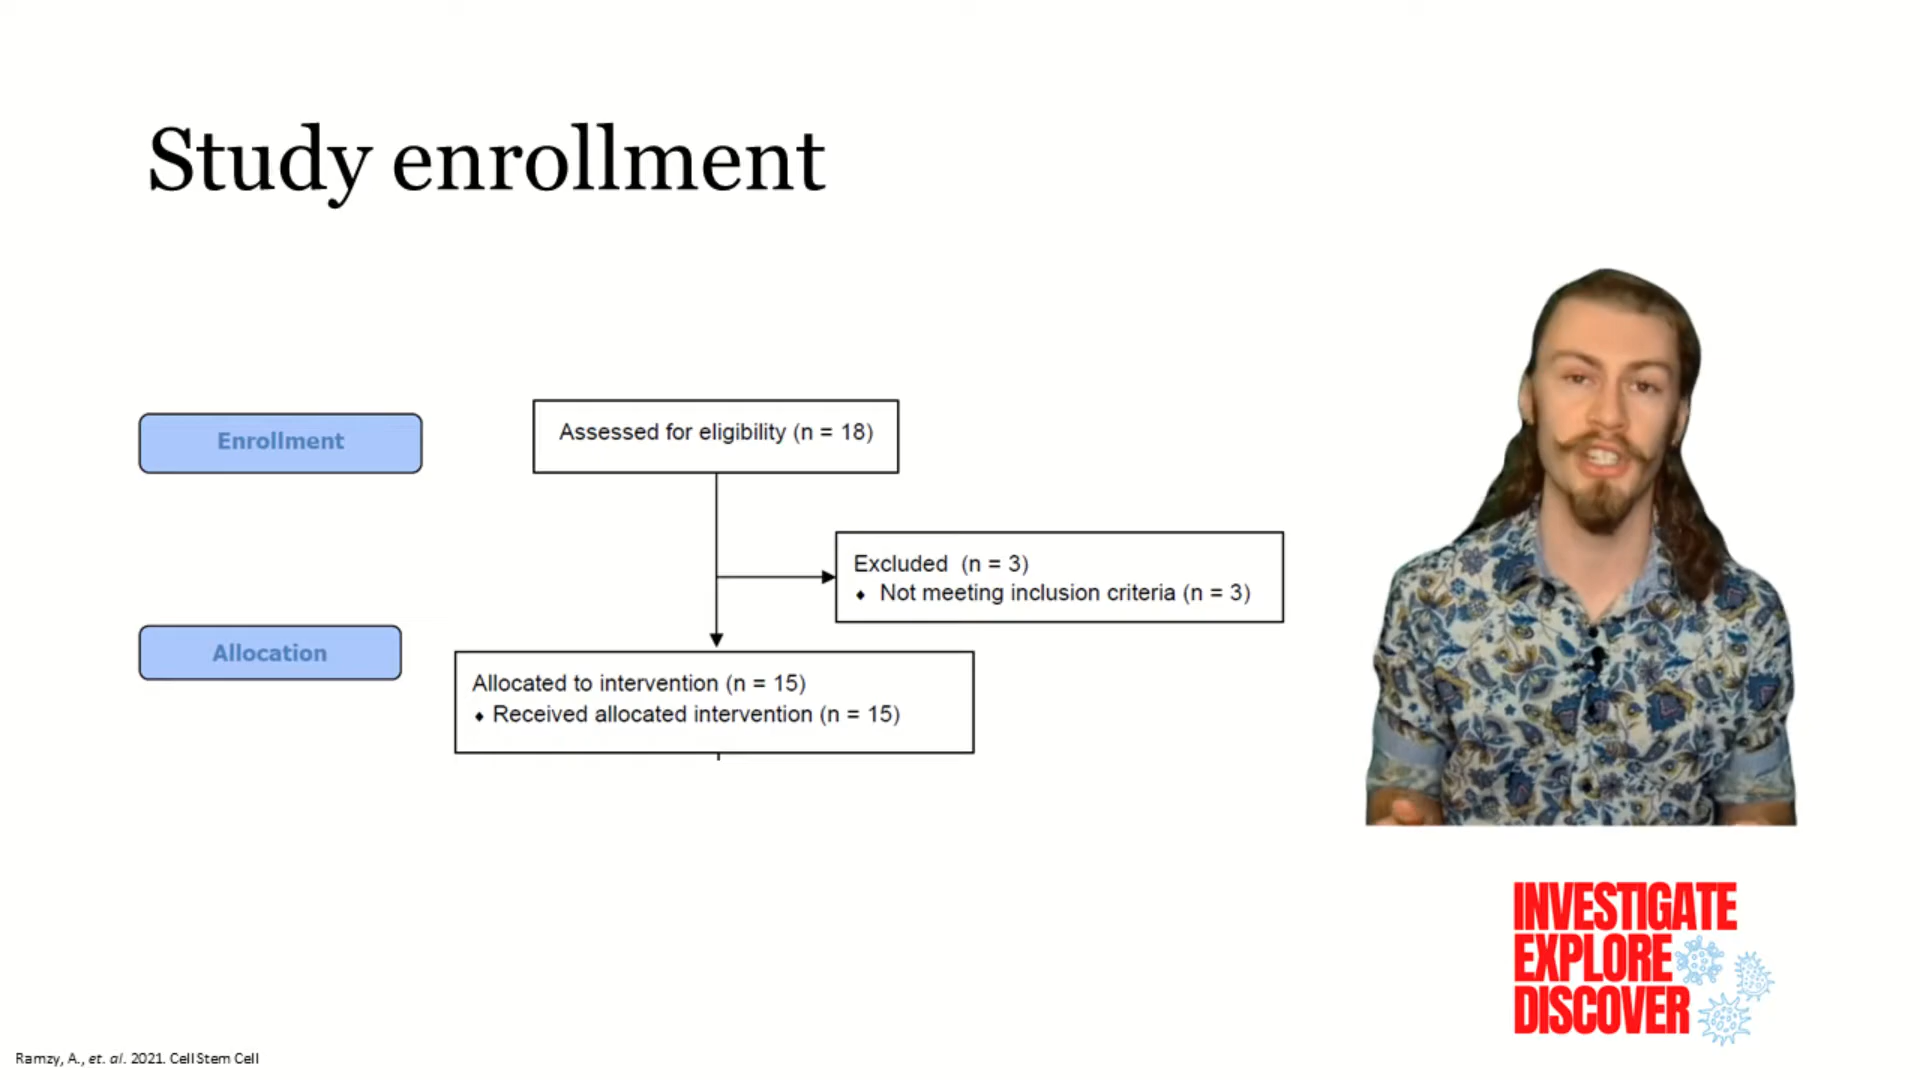 Study enrollment
Enrollment
Assessed for eligibility (n = 18)
Excluded (n = 3)
⬧ Not meeting inclusion criteria (n = 3)
Allocation
Allocated to intervention (n = 15)
⬧ Received allocated intervention (n = 15)
INVESTIGATE
EXPLORE
DISCOVER
Ramzy, A., et. al. 2021. Cell Stem Cell